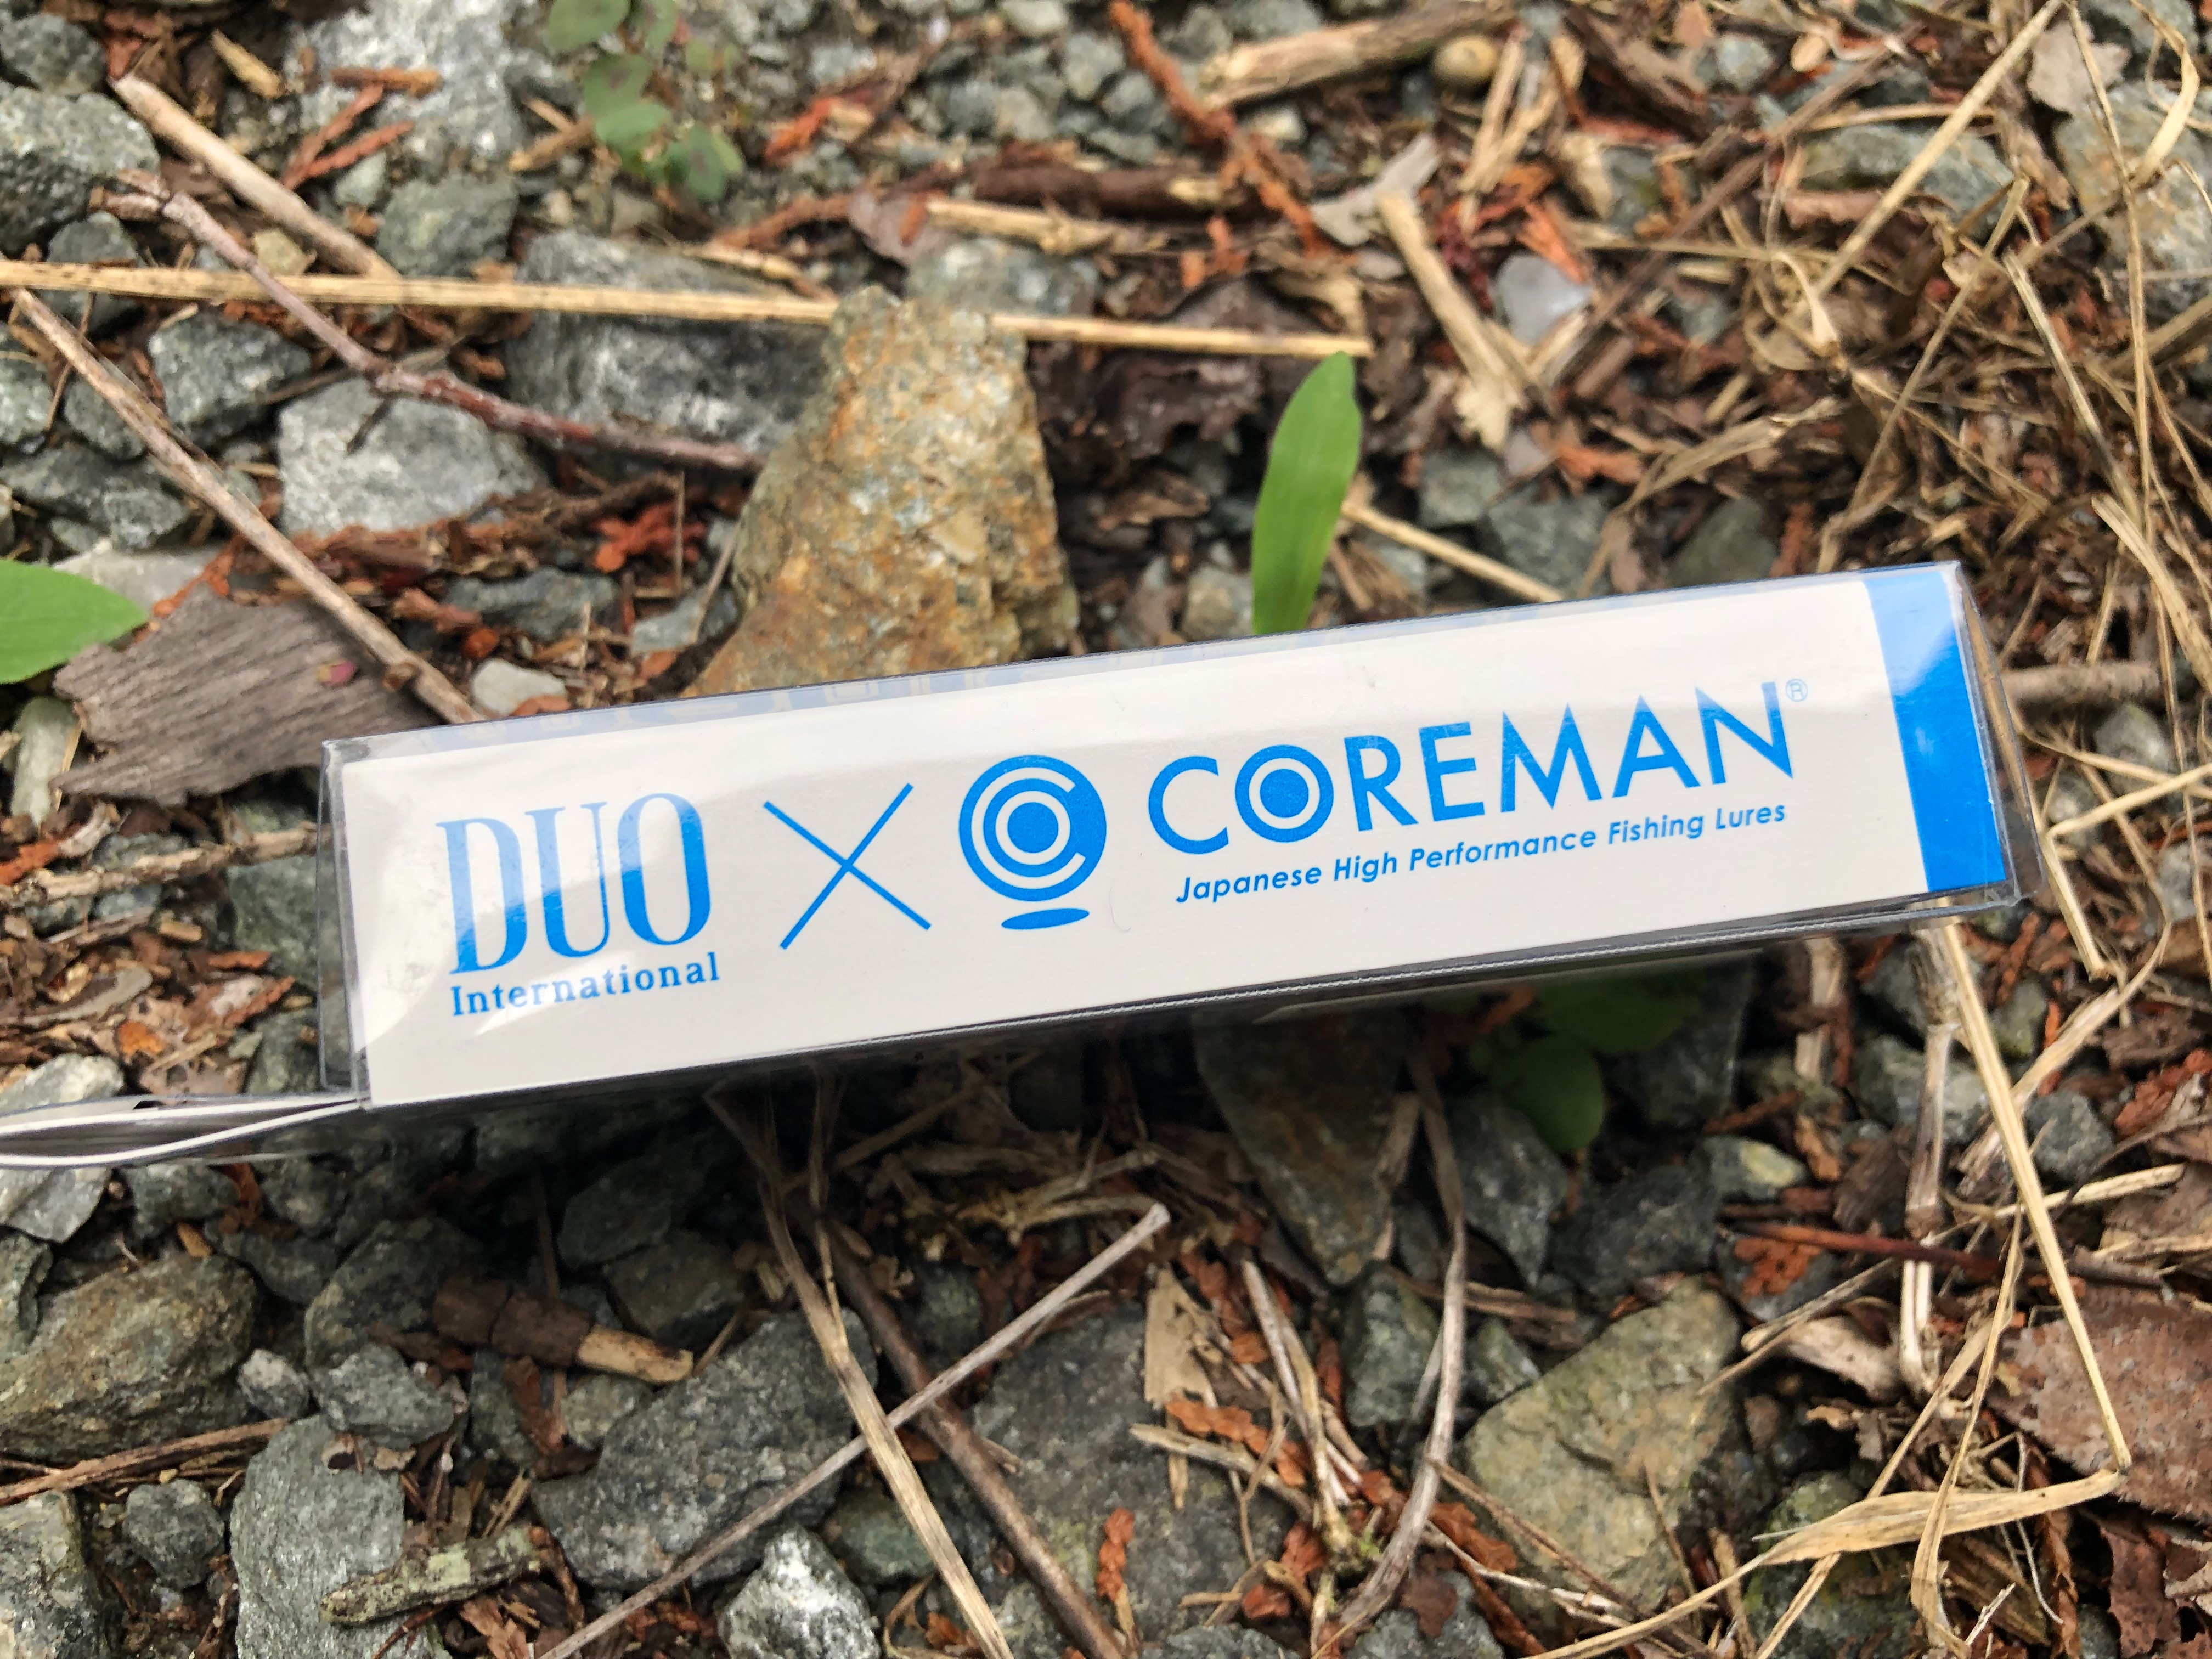 DUO
International
×
COREMAN®
Japanese High Performance Fishing Lures